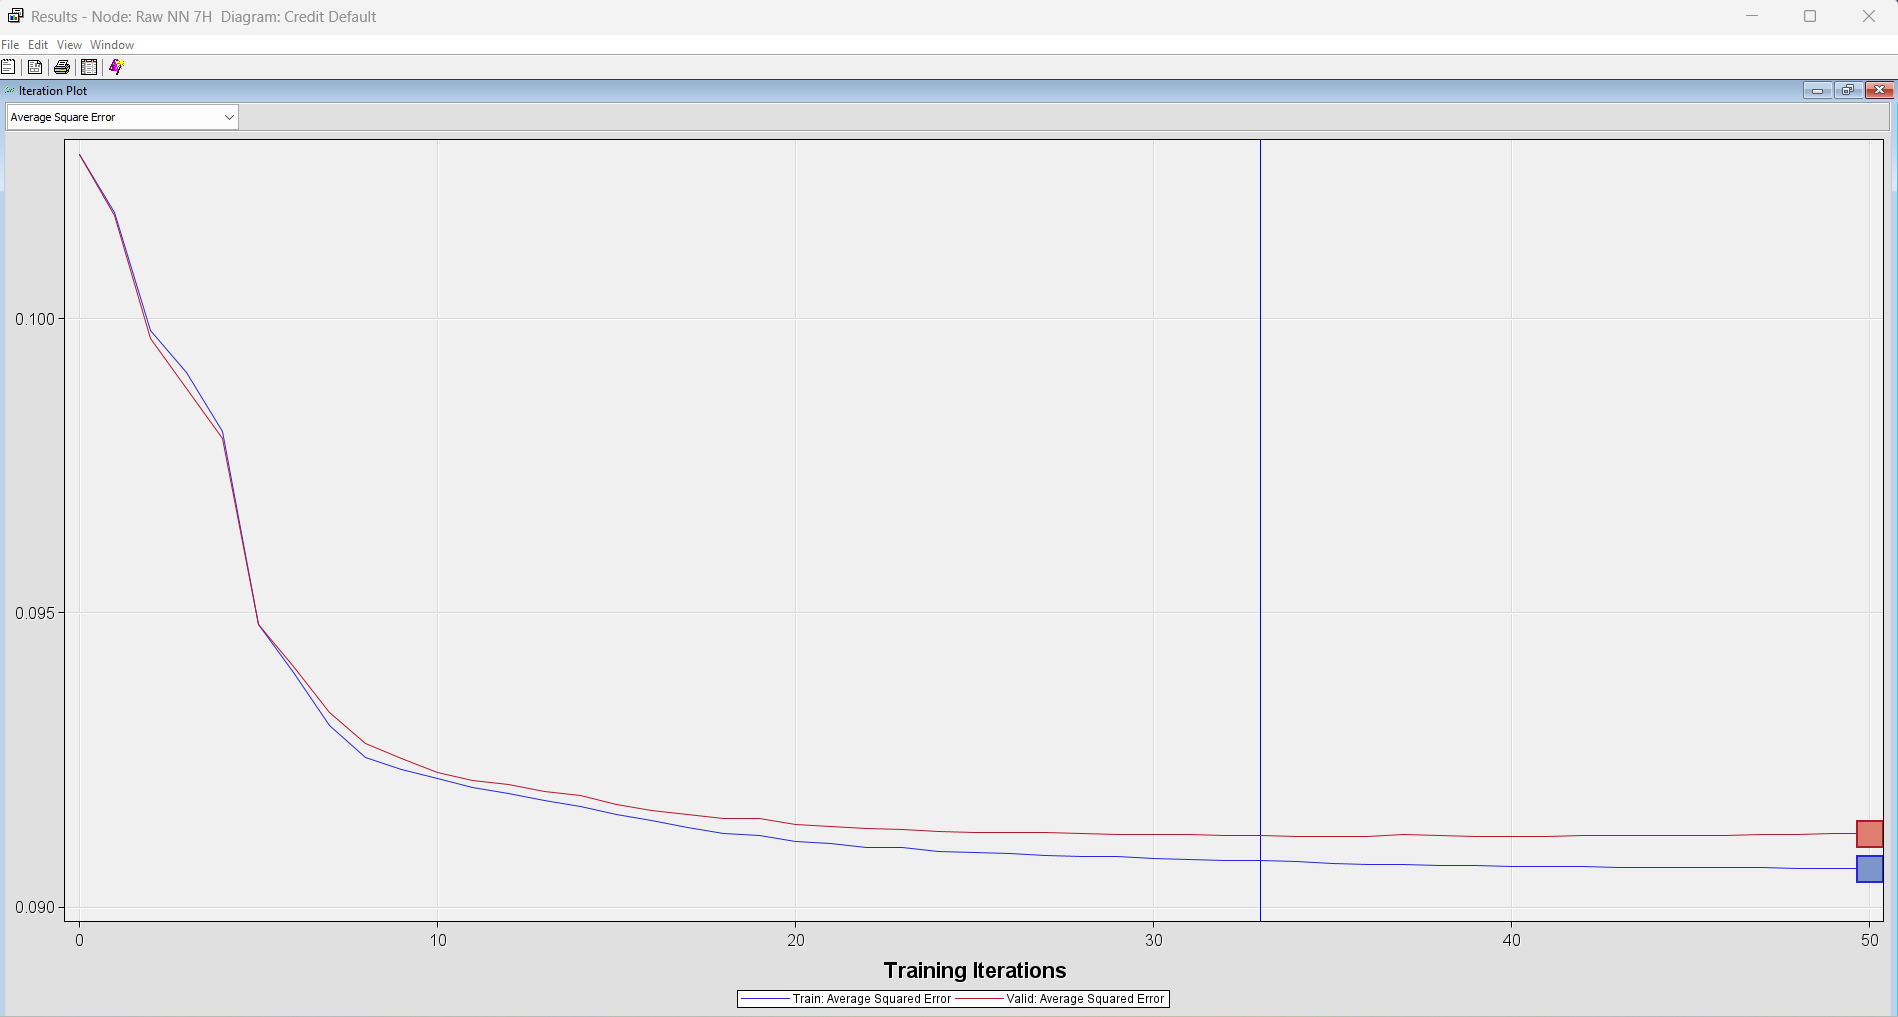 Results - Node: Raw NN 7H  Diagram: Credit Default
File Edit View Window
Iteration Plot
Average Square Error
0.100
0.095
0.090
0 10 20 30 40 50
Training Iterations
Train: Average Squared Error Valid: Average Squared Error